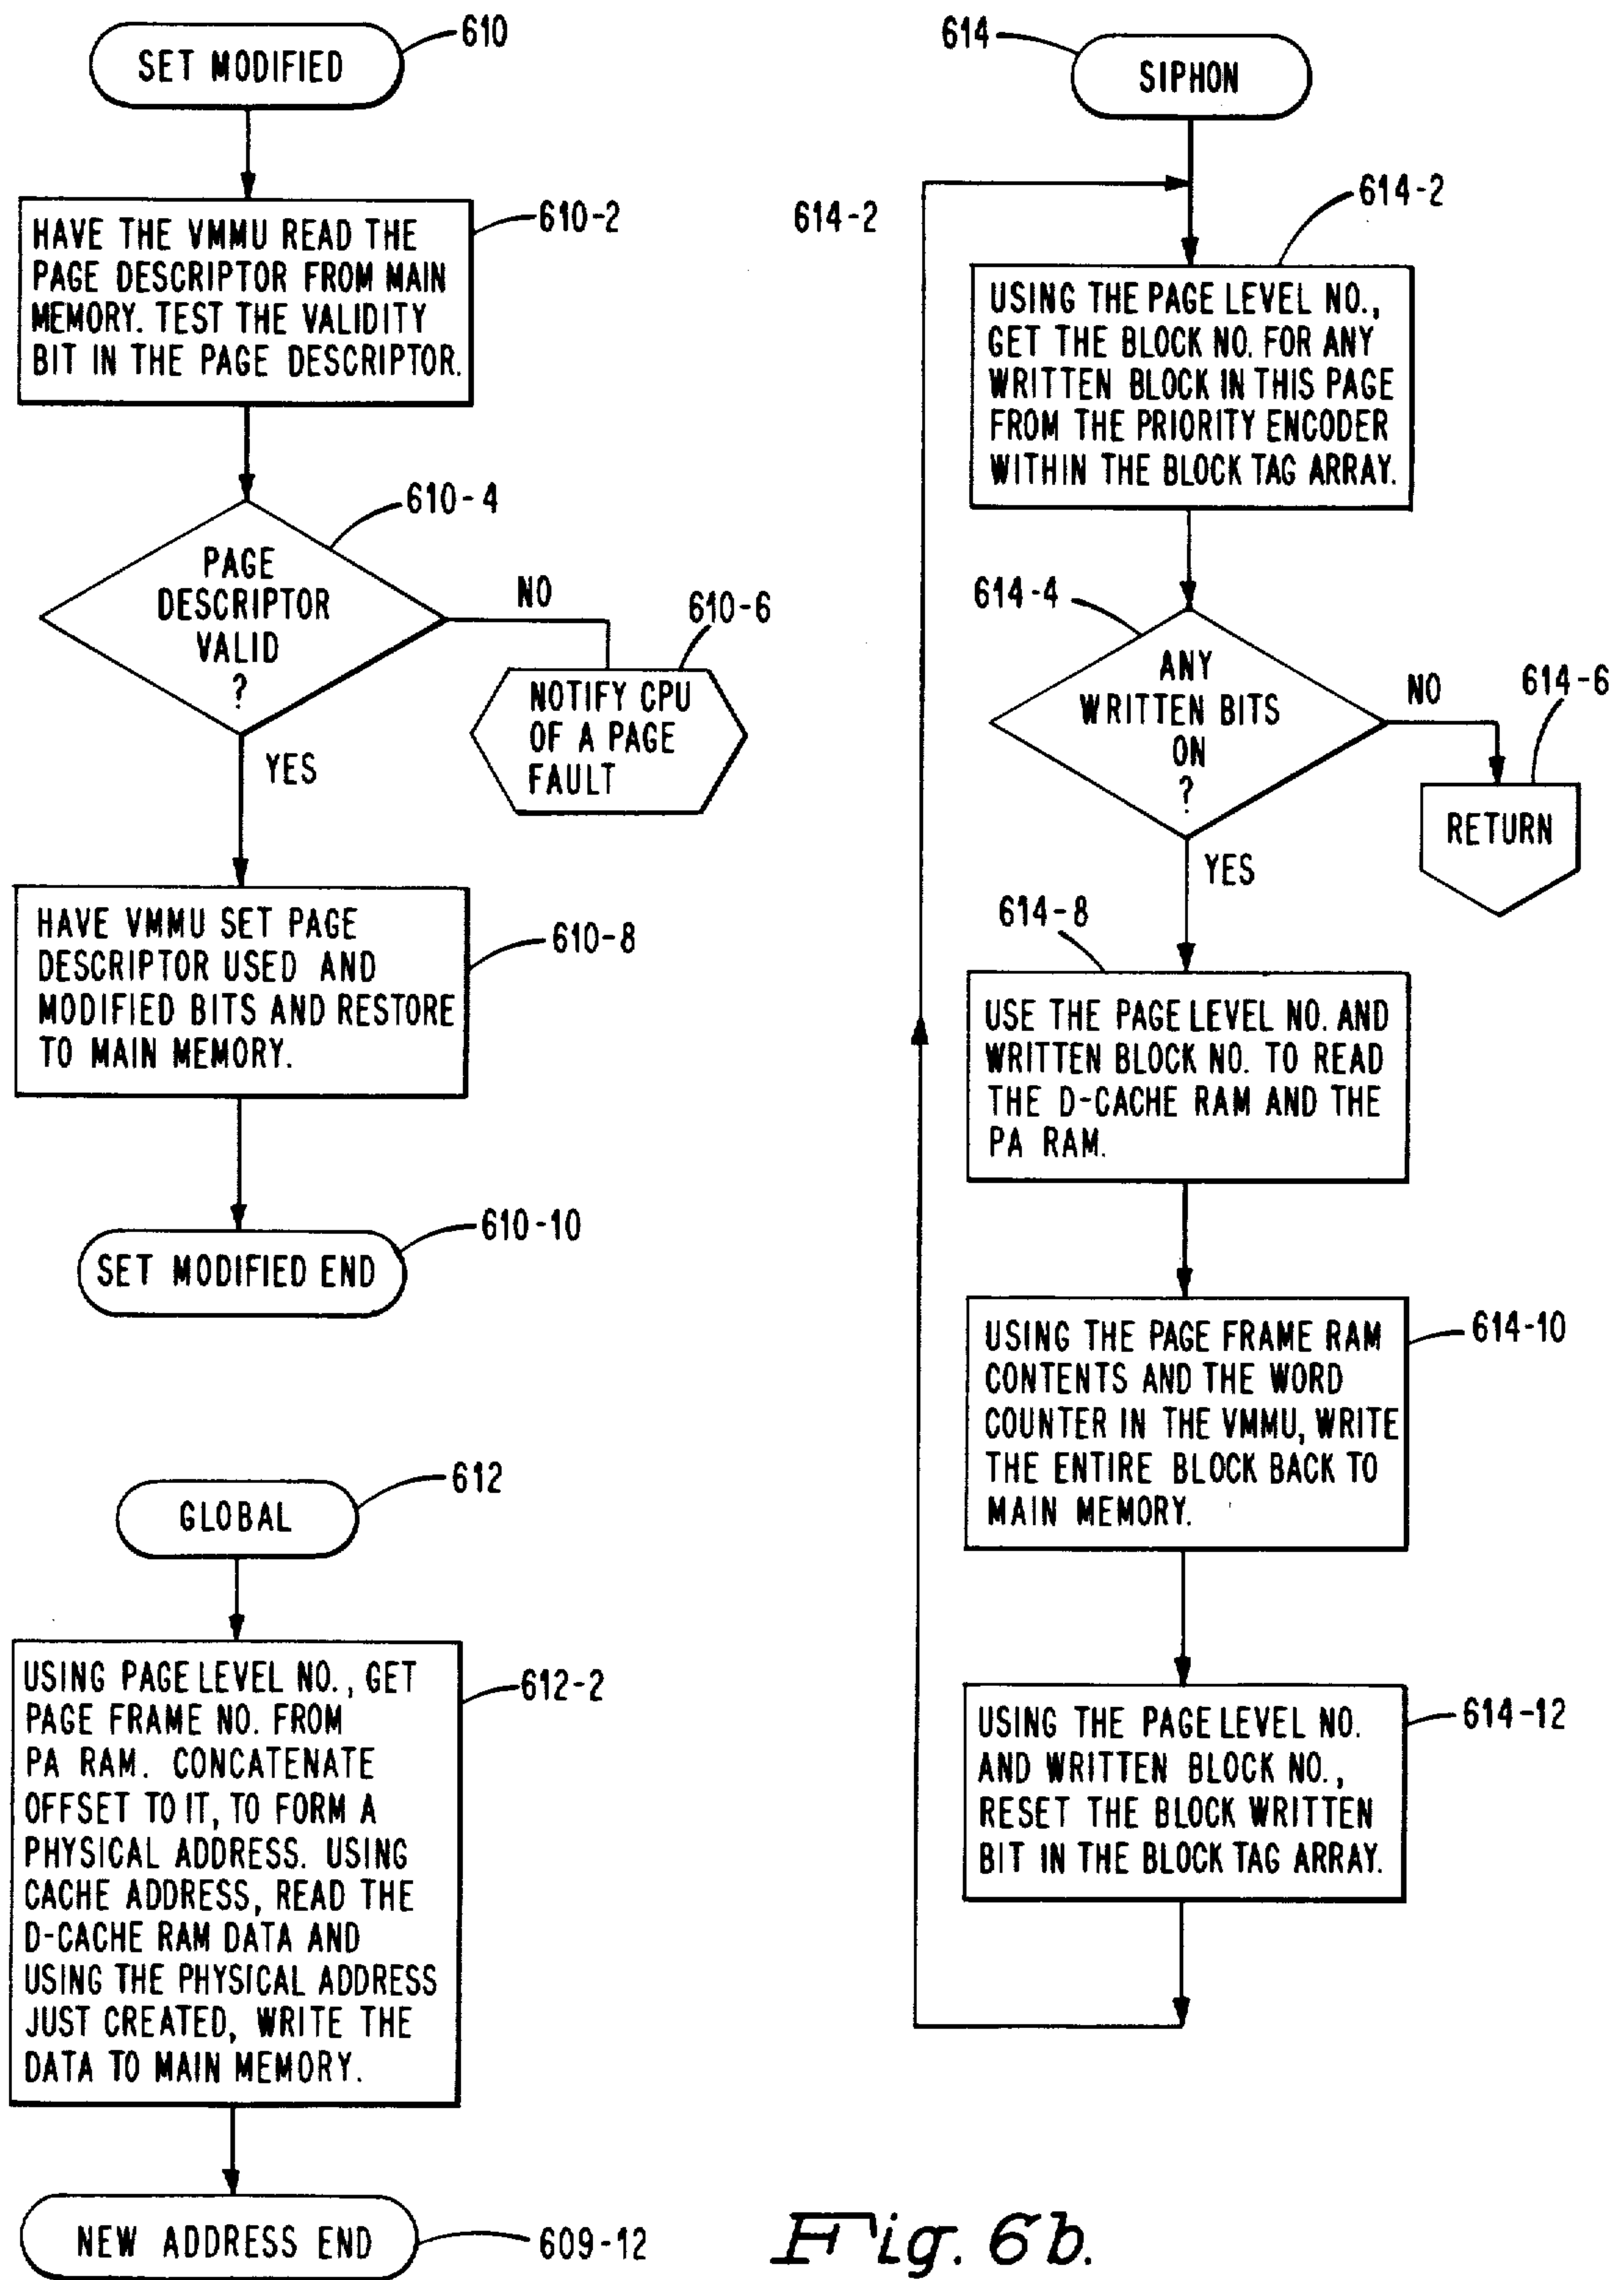 SET MODIFIED
610
HAVE THE VMMU READ THE
PAGE DESCRIPTOR FROM MAIN
MEMORY. TEST THE VALIDITY
BIT IN THE PAGE DESCRIPTOR.
610-2
PAGE
DESCRIPTOR
VALID
?
610-4
NO
610-6
NOTIFY CPU
OF A PAGE
FAULT
YES
HAVE VMMU SET PAGE
DESCRIPTOR USED AND
MODIFIED BITS AND RESTORE
TO MAIN MEMORY.
610-8
SET MODIFIED END
610-10
GLOBAL
612
USING PAGE LEVEL NO., GET
PAGE FRAME NO. FROM
PA RAM. CONCATENATE
OFFSET TO IT, TO FORM A
PHYSICAL ADDRESS. USING
CACHE ADDRESS, READ THE
D-CACHE RAM DATA AND
USING THE PHYSICAL ADDRESS
JUST CREATED, WRITE THE
DATA TO MAIN MEMORY.
612-2
NEW ADDRESS END
609-12
614
SIPHON
614-2
614-2
USING THE PAGE LEVEL NO.,
GET THE BLOCK NO. FOR ANY
WRITTEN BLOCK IN THIS PAGE
FROM THE PRIORITY ENCODER
WITHIN THE BLOCK TAG ARRAY.
614-4
ANY
WRITTEN BITS
ON
?
NO
614-6
RETURN
YES
614-8
USE THE PAGE LEVEL NO. AND
WRITTEN BLOCK NO. TO READ
THE D-CACHE RAM AND THE
PA RAM.
USING THE PAGE FRAME RAM
CONTENTS AND THE WORD
COUNTER IN THE VMMU, WRITE
THE ENTIRE BLOCK BACK TO
MAIN MEMORY.
614-10
USING THE PAGE LEVEL NO.
AND WRITTEN BLOCK NO.,
RESET THE BLOCK WRITTEN
BIT IN THE BLOCK TAG ARRAY.
614-12
Fig. 6b.